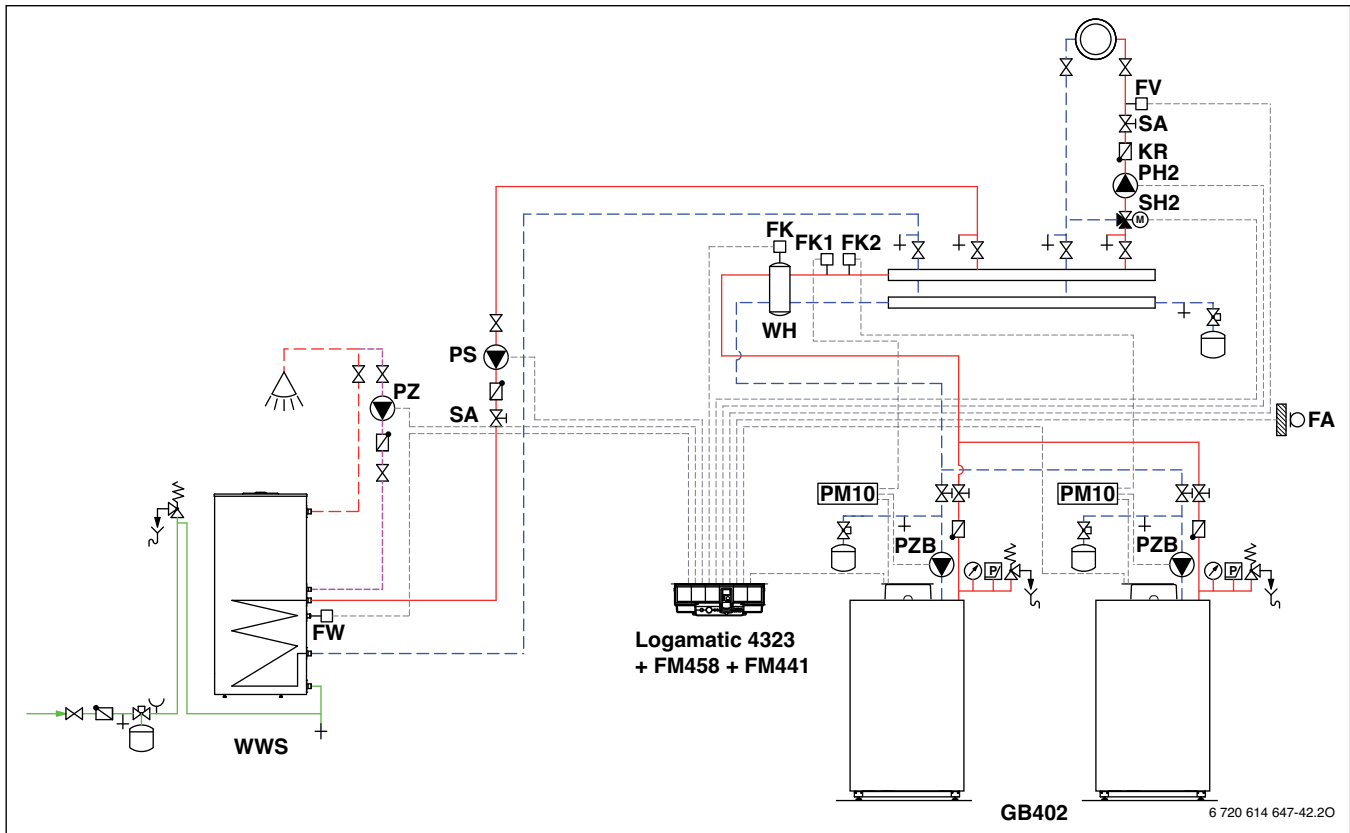 FV
SA
KR
PH2
SH2
M
FK
FK1
FK2
WH
PS
PZ
SA
FA
PM10
PM10
PZB
PZB
P
P
FW
Logamatic 4323
+ FM458 + FM441
WWS
GB402
6 720 614 647-42.2O